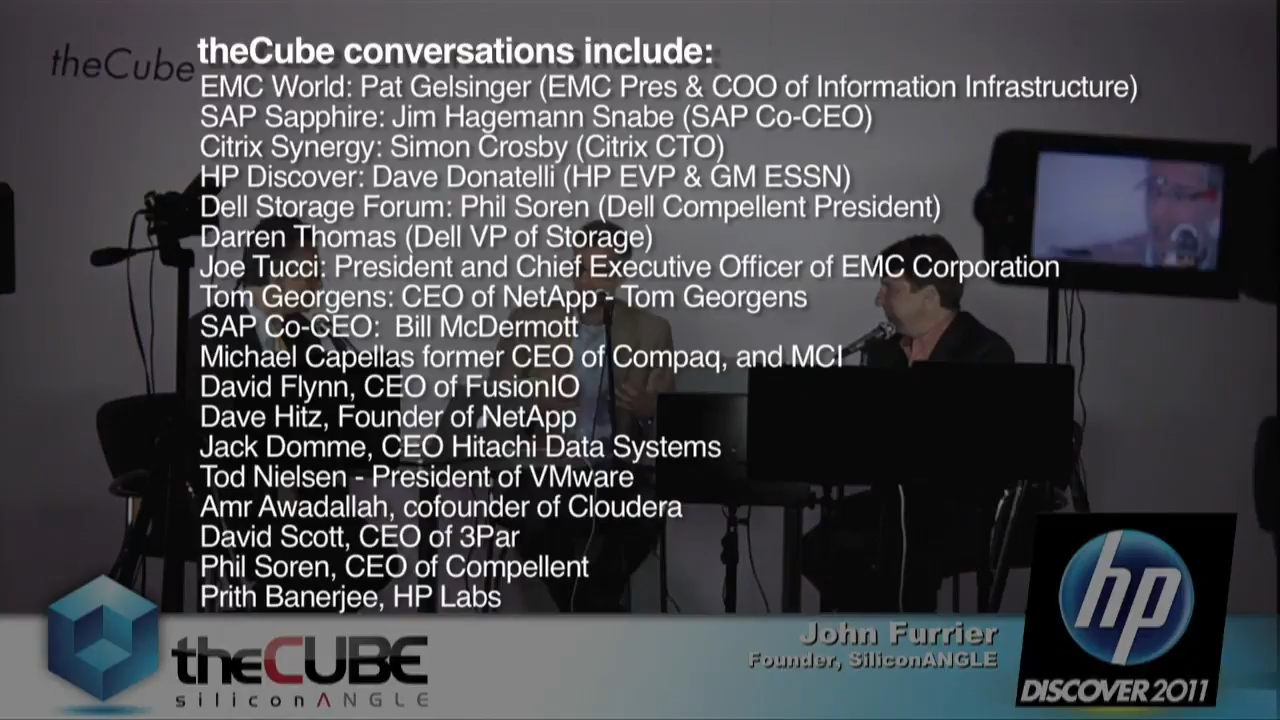 theCube
theCube conversations include:
EMC World: Pat Gelsinger (EMC Pres & COO of Information Infrastructure)
SAP Sapphire: Jim Hagemann Snabe (SAP Co-CEO)
Citrix Synergy: Simon Crosby (Citrix CTO)
HP Discover: Dave Donatelli (HP EVP & GM ESSN)
Dell Storage Forum: Phil Soren (Dell Compellent President)
Darren Thomas (Dell VP of Storage)
Joe Tucci: President and Chief Executive Officer of EMC Corporation
Tom Georgens: CEO of NetApp - Tom Georgens
SAP Co-CEO: Bill McDermott
Michael Capellas former CEO of Compaq, and MCI
David Flynn, CEO of FusionIO
Dave Hitz, Founder of NetApp
Jack Domme, CEO Hitachi Data Systems
Tod Nielsen - President of VMware
Amr Awadallah, cofounder of Cloudera
David Scott, CEO of 3Par
Phil Soren, CEO of Compellent
Prith Banerjee, HP Labs
theCUBE
siliconANGLE
John Furrier
Founder, SiliconANGLE
hp
DISCOVER 2011